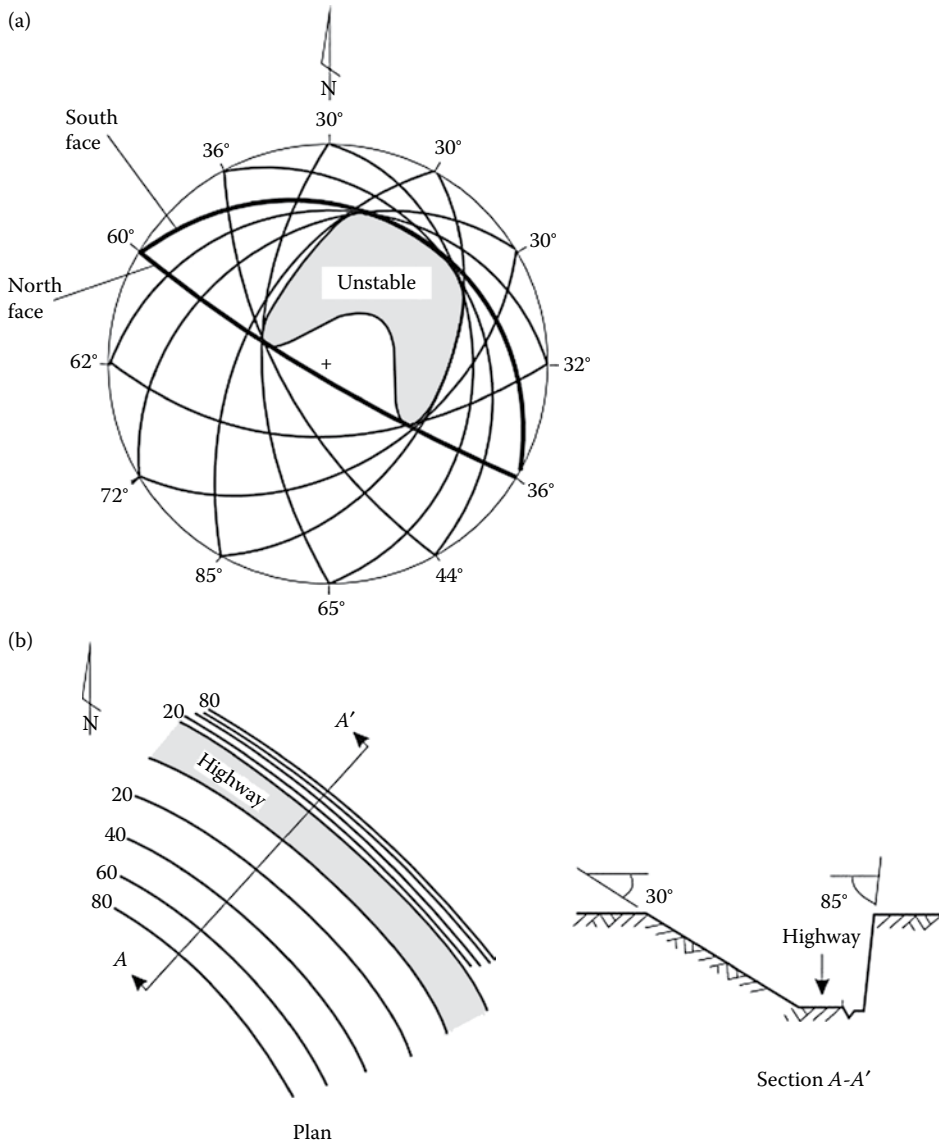 (a)
N
South
face
30°
36°
30°
60°
30°
North
face
Unstable
62°
+
32°
72°
36°
85°
44°
65°
(b)
N
80
20
A′
Highway
20
40
60
80
A
30°
85°
Highway
Section A-A′
Plan